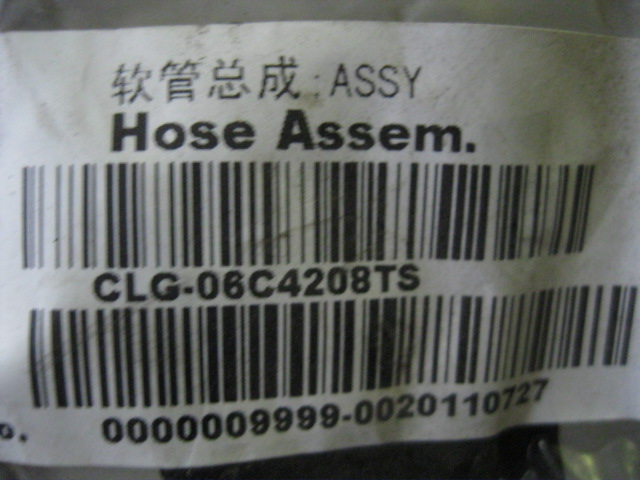 软管总成 ASSY
Hose Assem.
CLG-06C4208TS
o. 0000009999-0020110727